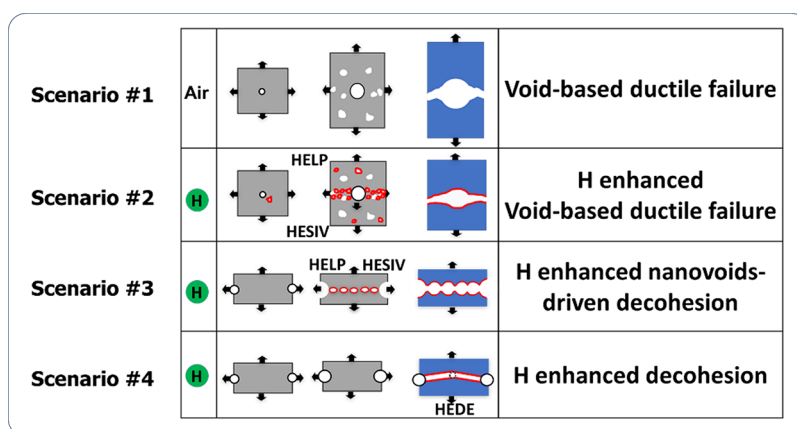 Scenario #1
Air
Void-based ductile failure
Scenario #2
H
HELP
HESIV
H enhanced
Void-based ductile failure
Scenario #3
H
HELP HESIV
H enhanced nanovoids-
driven decohesion
Scenario #4
H
HEDE
H enhanced decohesion